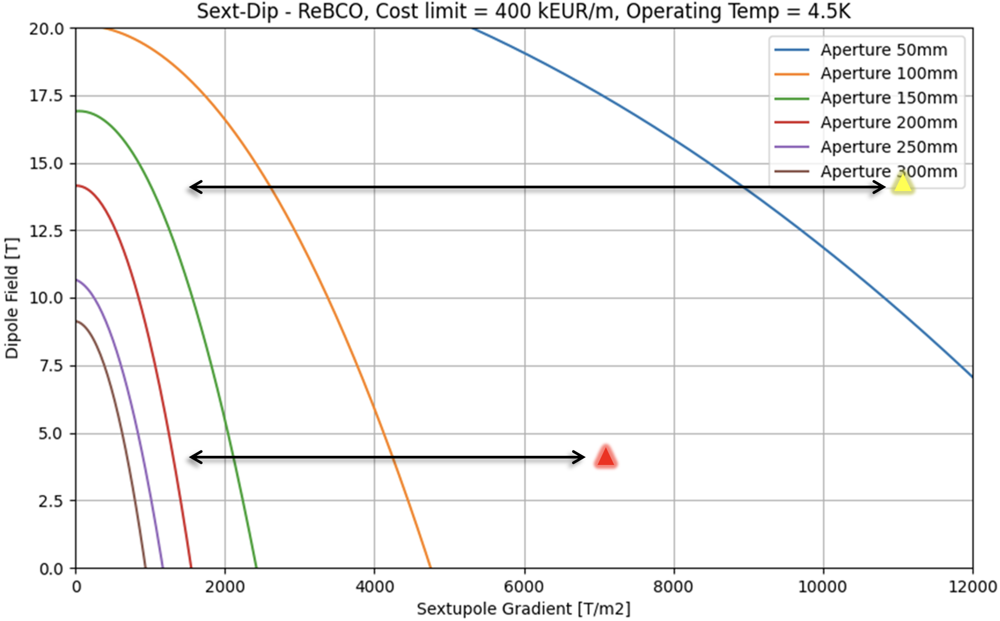 Sext-Dip - ReBCO, Cost limit = 400 kEUR/m, Operating Temp = 4.5K
20.0
17.5
15.0
12.5
10.0
7.5
5.0
2.5
0.0
Dipole Field [T]
Aperture 50mm
Aperture 100mm
Aperture 150mm
Aperture 200mm
Aperture 250mm
Aperture 300mm
0 2000 4000 6000 8000 10000 12000
Sextupole Gradient [T/m2]